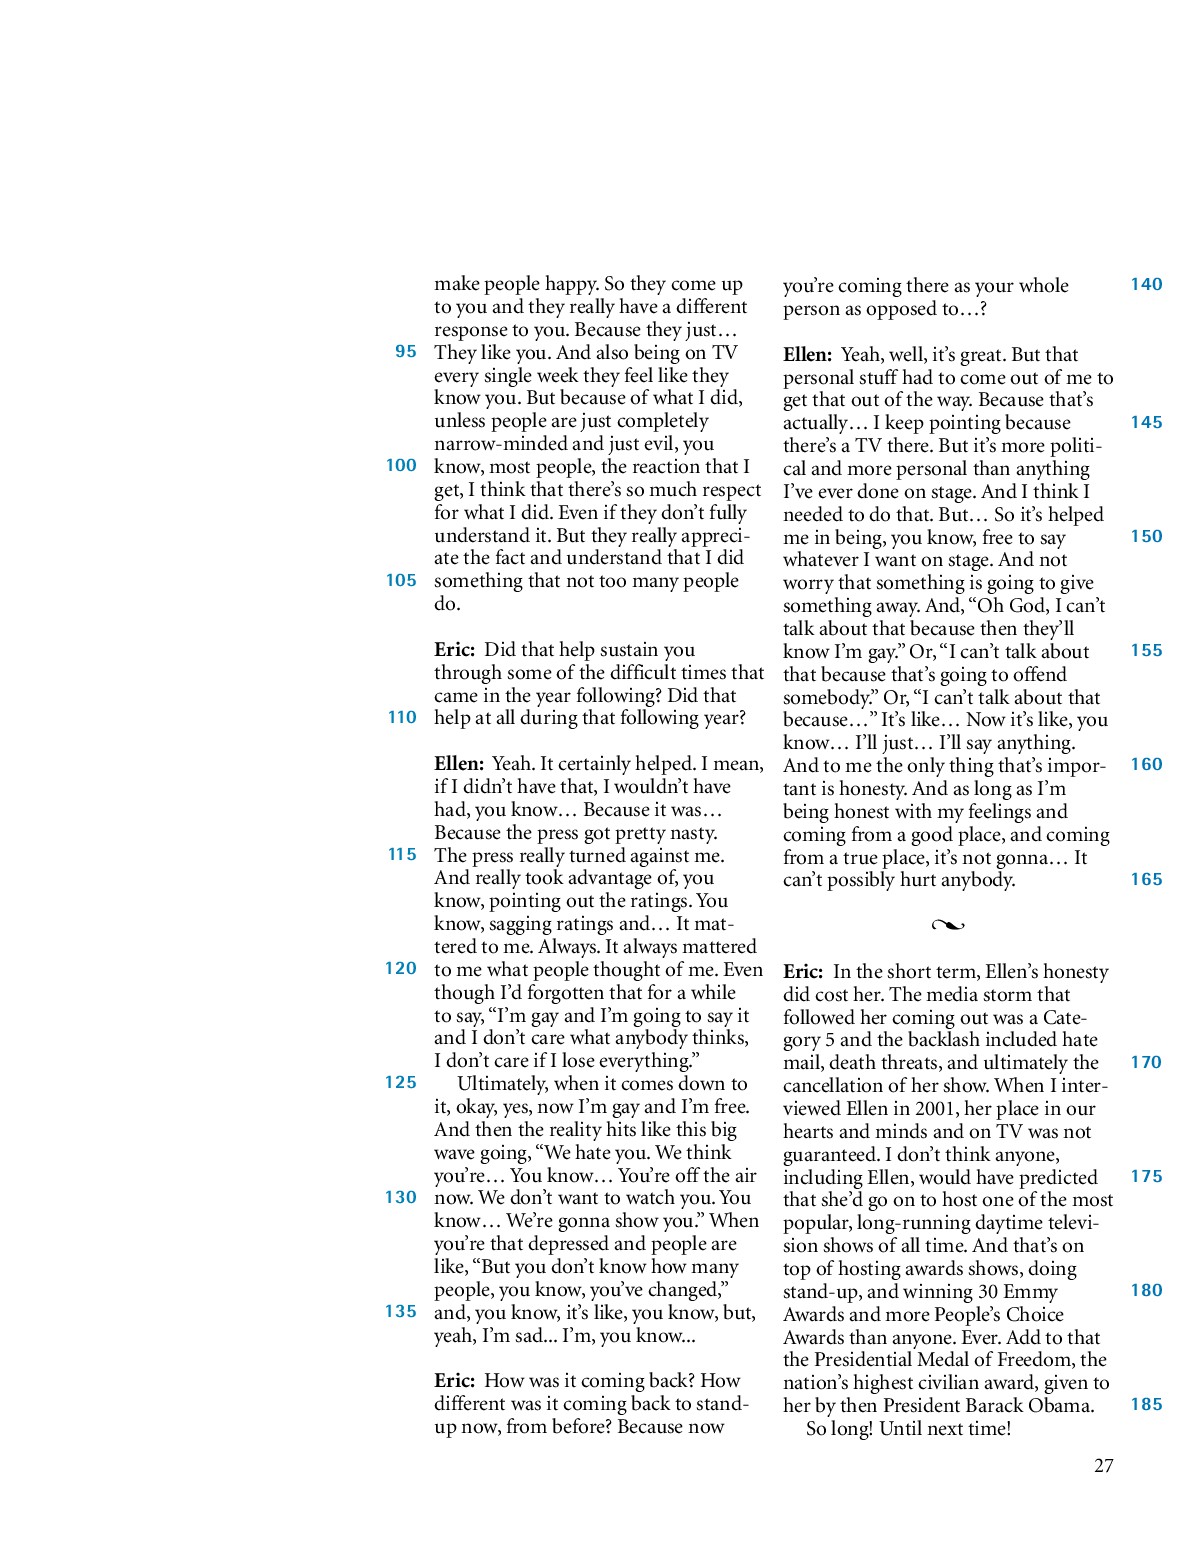 make people happy. So they come up
to you and they really have a different
response to you. Because they just…
95 They like you. And also being on TV
every single week they feel like they
know you. But because of what I did,
unless people are just completely
narrow-minded and just evil, you
100 know, most people, the reaction that I
get, I think that there’s so much respect
for what I did. Even if they don’t fully
understand it. But they really appreci-
ate the fact and understand that I did
105 something that not too many people
do.
Eric: Did that help sustain you
through some of the difficult times that
came in the year following? Did that
110 help at all during that following year?
Ellen: Yeah. It certainly helped. I mean,
if I didn’t have that, I wouldn’t have
had, you know… Because it was…
Because the press got pretty nasty.
115 The press really turned against me.
And really took advantage of, you
know, pointing out the ratings. You
know, sagging ratings and… It mat-
tered to me. Always. It always mattered
120 to me what people thought of me. Even
though I’d forgotten that for a while
to say, “I’m gay and I’m going to say it
and I don’t care what anybody thinks,
I don’t care if I lose everything.”
125 Ultimately, when it comes down to
it, okay, yes, now I’m gay and I’m free.
And then the reality hits like this big
wave going, “We hate you. We think
you’re… You know… You’re off the air
130 now. We don’t want to watch you. You
know… We’re gonna show you.” When
you’re that depressed and people are
like, “But you don’t know how many
people, you know, you’ve changed,”
135 and, you know, it’s like, you know, but,
yeah, I’m sad... I’m, you know...
Eric: How was it coming back? How
different was it coming back to stand-
up now, from before? Because now
you’re coming there as your whole 140
person as opposed to…?
Ellen: Yeah, well, it’s great. But that
personal stuff had to come out of me to
get that out of the way. Because that’s
actually… I keep pointing because 145
there’s a TV there. But it’s more politi-
cal and more personal than anything
I’ve ever done on stage. And I think I
needed to do that. But… So it’s helped
me in being, you know, free to say 150
whatever I want on stage. And not
worry that something is going to give
something away. And, “Oh God, I can’t
talk about that because then they’ll
know I’m gay.” Or, “I can’t talk about 155
that because that’s going to offend
somebody.” Or, “I can’t talk about that
because…” It’s like… Now it’s like, you
know… I’ll just… I’ll say anything.
And to me the only thing that’s impor- 160
tant is honesty. And as long as I’m
being honest with my feelings and
coming from a good place, and coming
from a true place, it’s not gonna… It
can’t possibly hurt anybody. 165
Eric: In the short term, Ellen’s honesty
did cost her. The media storm that
followed her coming out was a Cate-
gory 5 and the backlash included hate
mail, death threats, and ultimately the 170
cancellation of her show. When I inter-
viewed Ellen in 2001, her place in our
hearts and minds and on TV was not
guaranteed. I don’t think anyone,
including Ellen, would have predicted 175
that she’d go on to host one of the most
popular, long-running daytime televi-
sion shows of all time. And that’s on
top of hosting awards shows, doing
stand-up, and winning 30 Emmy 180
Awards and more People’s Choice
Awards than anyone. Ever. Add to that
the Presidential Medal of Freedom, the
nation’s highest civilian award, given to
her by then President Barack Obama. 185
So long! Until next time!
27